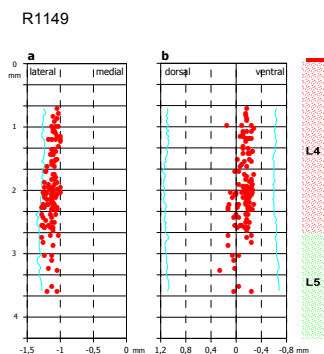 R1149
a b
0
mm
lateral medial dorsal ventral
1
L4
2
3
L5
4
-1,5 -1 -0,5 0 mm 1,2 0,8 0,4 0 -0,4 -0,8 mm